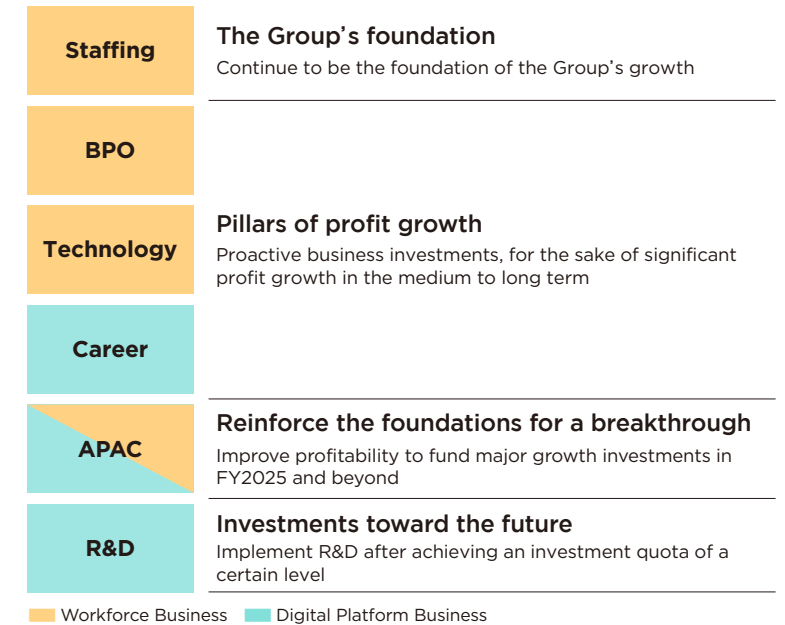 Staffing
The Group’s foundation
Continue to be the foundation of the Group’s growth
BPO
Technology
Career
Pillars of profit growth
Proactive business investments, for the sake of significant
profit growth in the medium to long term
APAC
Reinforce the foundations for a breakthrough
Improve profitability to fund major growth investments in
FY2025 and beyond
R&D
Investments toward the future
Implement R&D after achieving an investment quota of a
certain level
Workforce Business
Digital Platform Business